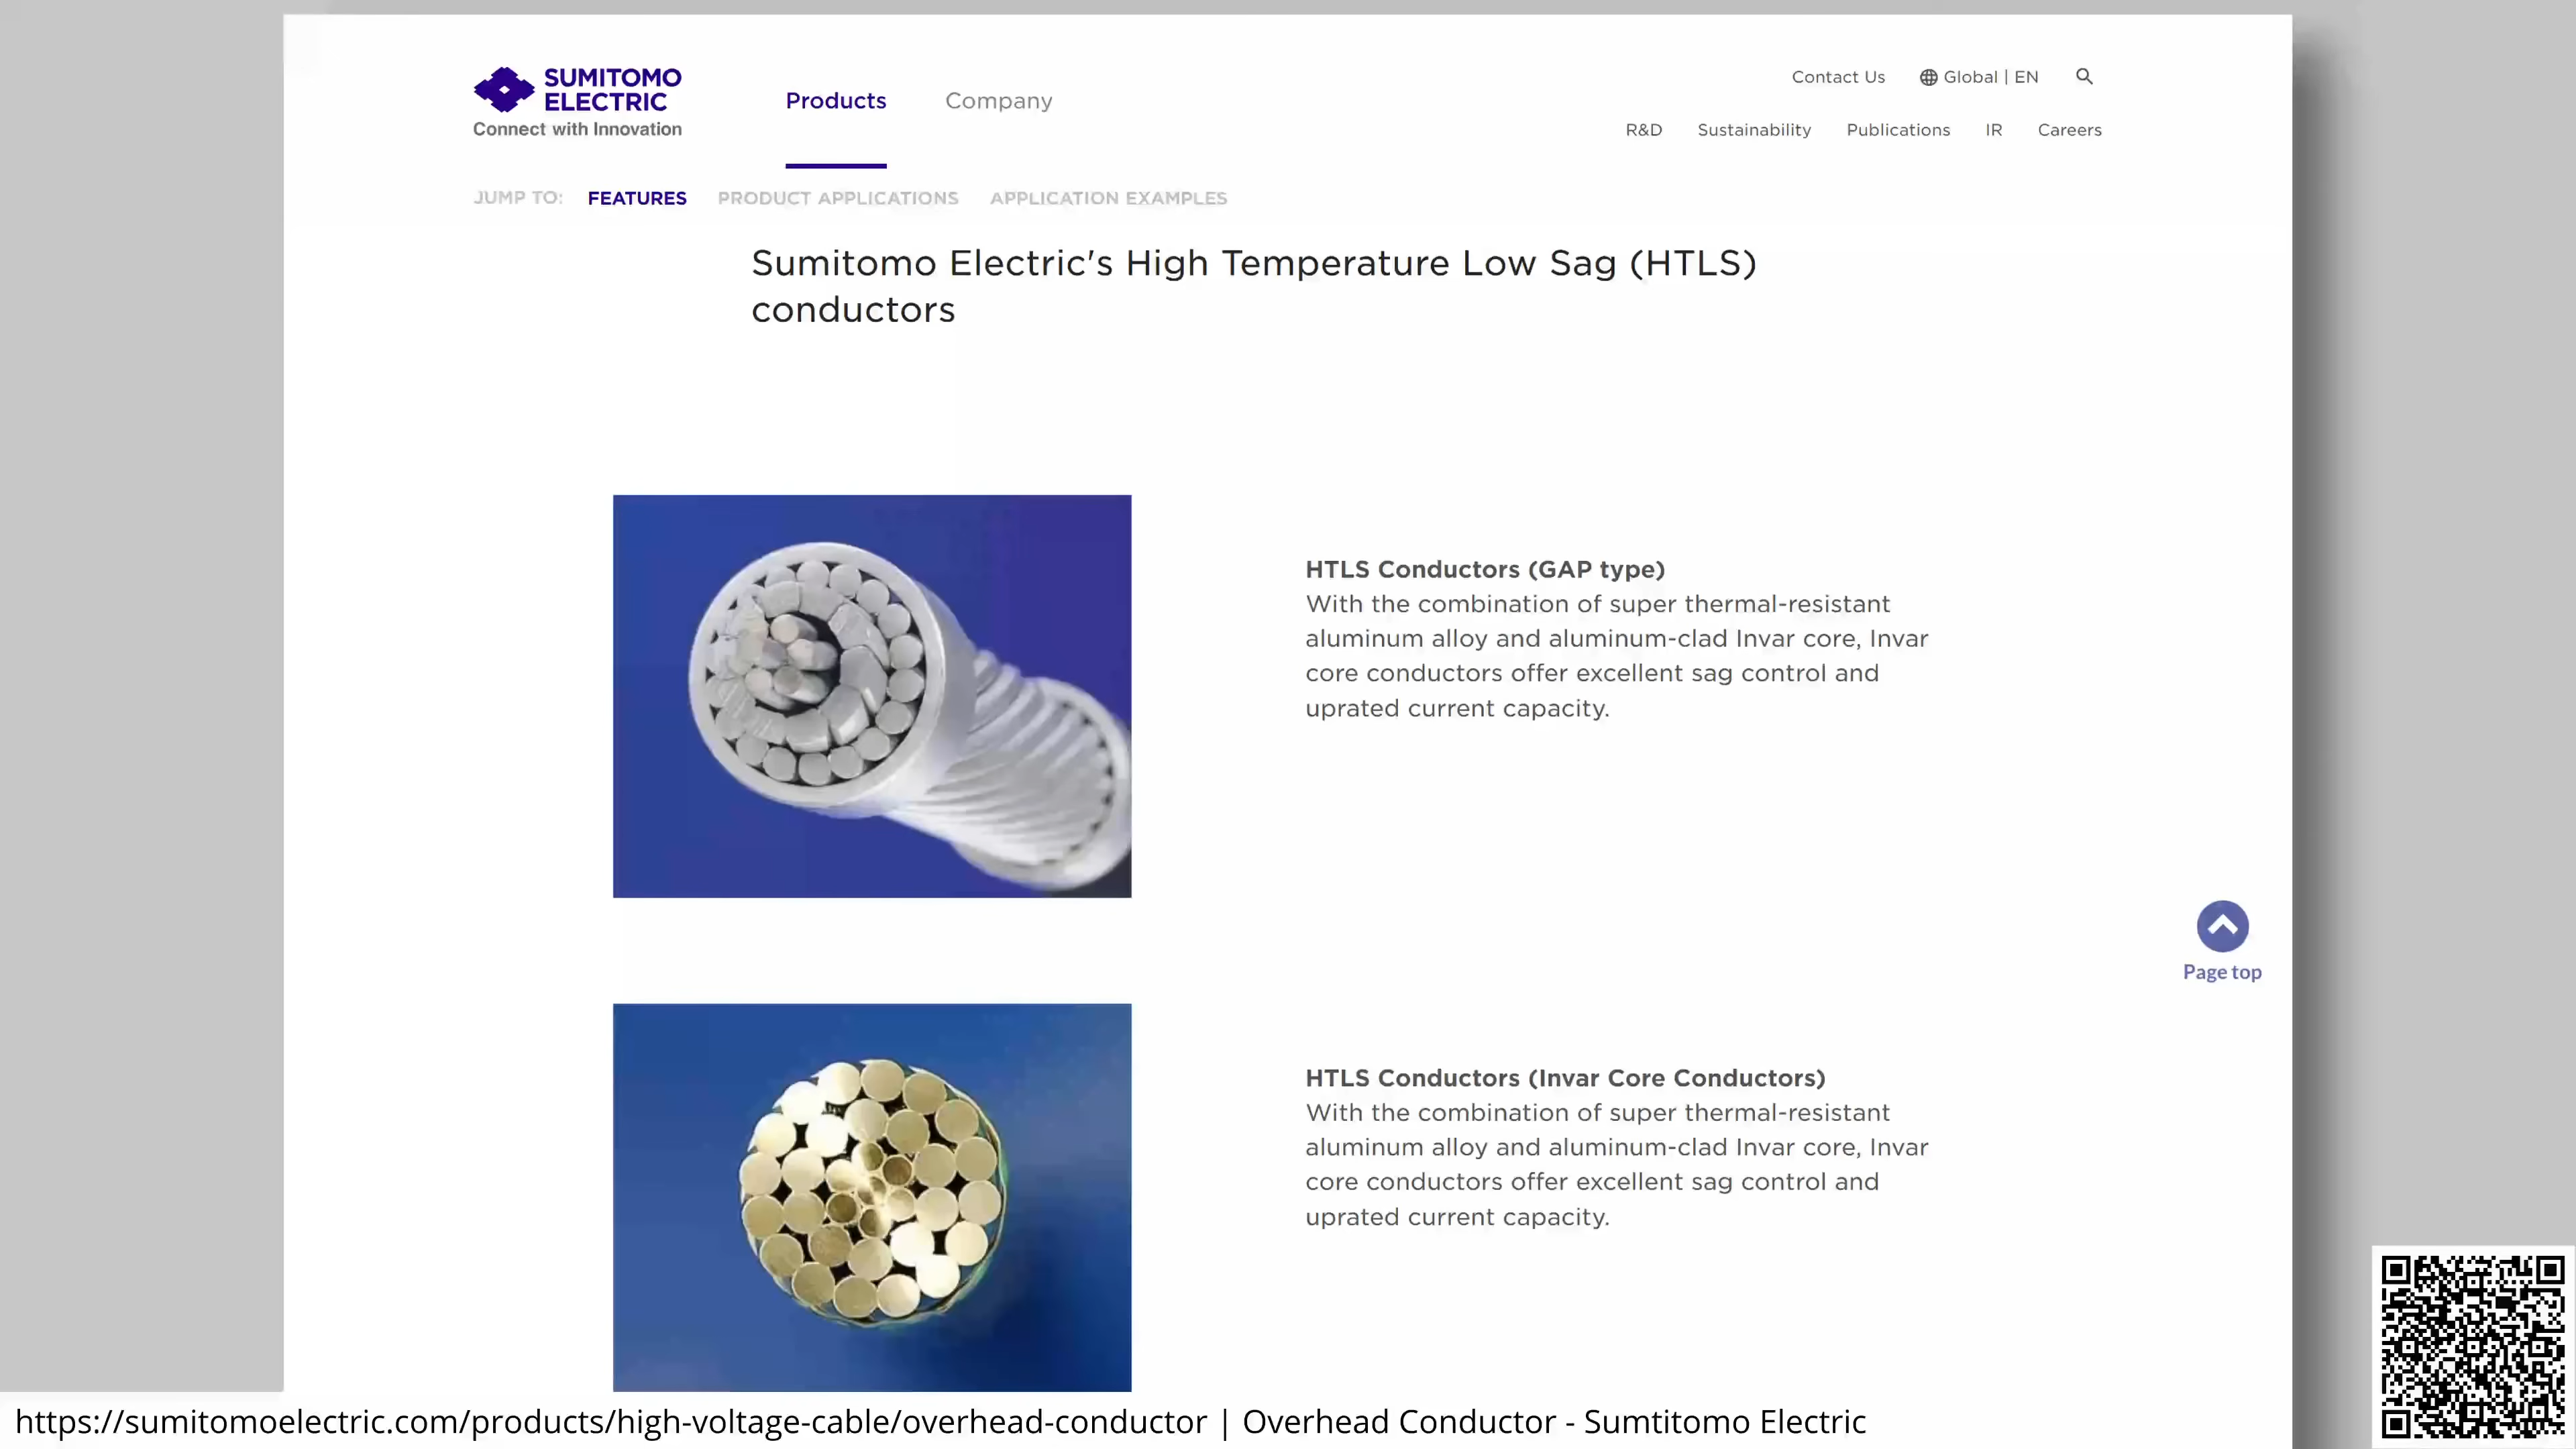 SUMITOMO
ELECTRIC
Connect with Innovation
Products
Company
Contact Us
Global | EN
R&D
Sustainability
Publications
IR
Careers
JUMP TO:
FEATURES
PRODUCT APPLICATIONS
APPLICATION EXAMPLES
Sumitomo Electric's High Temperature Low Sag (HTLS)
conductors
HTLS Conductors (GAP type)
With the combination of super thermal-resistant
aluminum alloy and aluminum-clad Invar core, Invar
core conductors offer excellent sag control and
uprated current capacity.
Page top
HTLS Conductors (Invar Core Conductors)
With the combination of super thermal-resistant
aluminum alloy and aluminum-clad Invar core, Invar
core conductors offer excellent sag control and
uprated current capacity.
https://sumitomoelectric.com/products/high-voltage-cable/overhead-conductor | Overhead Conductor - Sumtitomo Electric